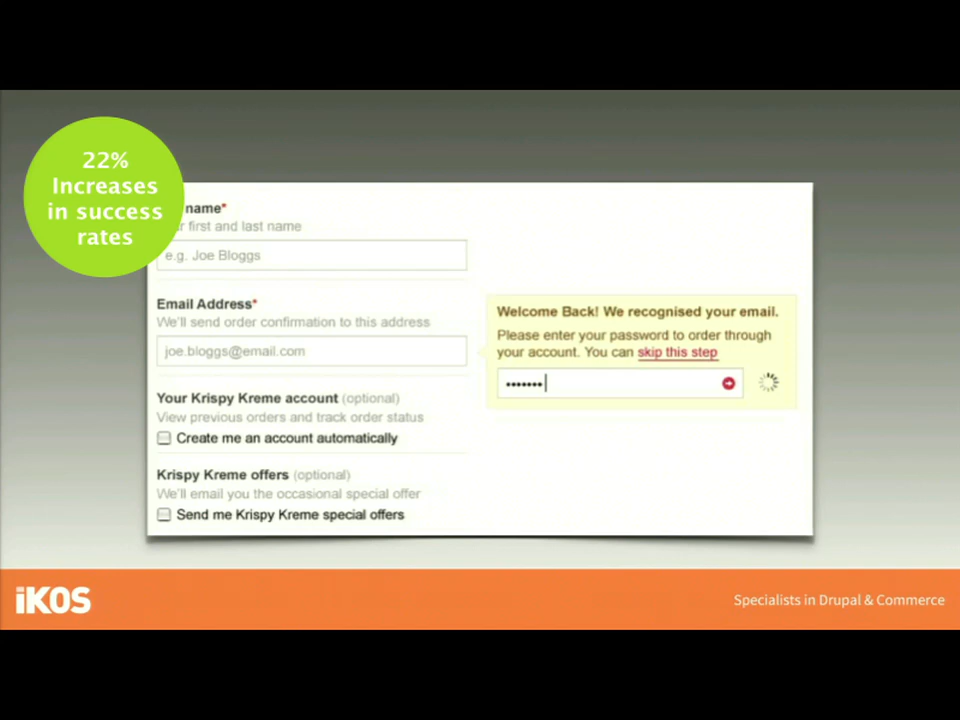 22%
Increases
in success
rates
name*
first and last name
e.g. Joe Bloggs
Email Address*
We'll send order confirmation to this address
joe.bloggs@email.com
Your Krispy Kreme account (optional)
View previous orders and track order status
Create me an account automatically
Krispy Kreme offers (optional)
We'll email you the occasional special offer
Send me Krispy Kreme special offers
Welcome Back! We recognised your email.
Please enter your password to order through
your account. You can skip this step
•••••••
iKOS
Specialists in Drupal & Commerce